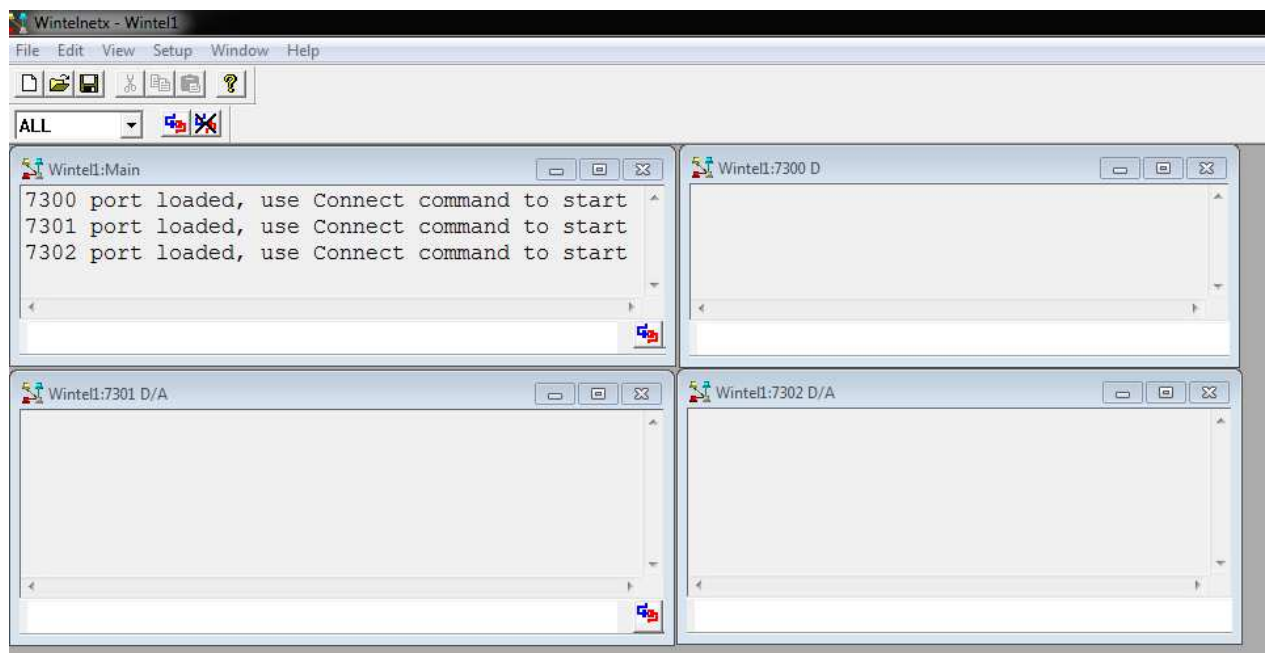 Wintelnetx - Wintel1
File Edit View Setup Window Help
ALL
Wintel1:Main
7300 port loaded, use Connect command to start
7301 port loaded, use Connect command to start
7302 port loaded, use Connect command to start
Wintel1:7300 D
Wintel1:7301 D/A
Wintel1:7302 D/A